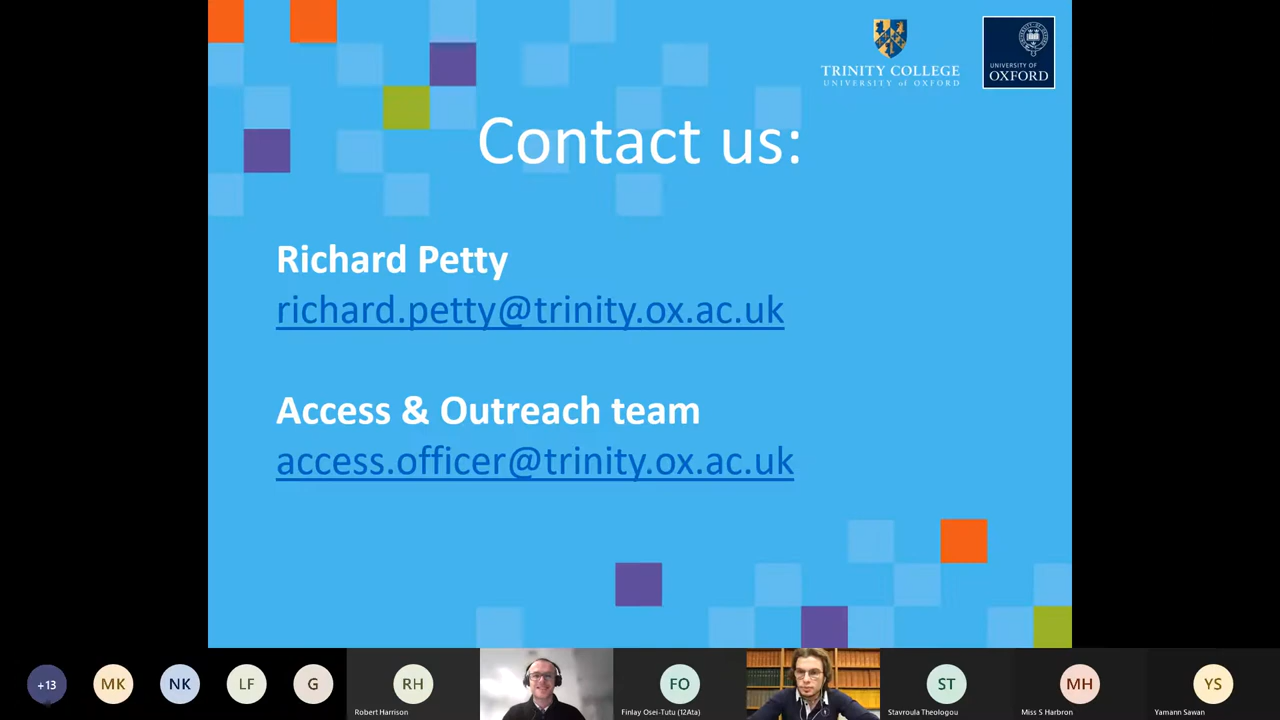 TRINITY COLLEGE
UNIVERSITY of OXFORD
UNIVERSITY OF
OXFORD
Contact us:
Richard Petty
richard.petty@trinity.ox.ac.uk
Access & Outreach team
access.officer@trinity.ox.ac.uk
+13
MK
NK
LF
G
RH
Robert Harrison
FO
Finlay Osei-Tutu (12Ata)
ST
Stavroula Theologou
MH
Miss S Harbron
YS
Yamann Sawan